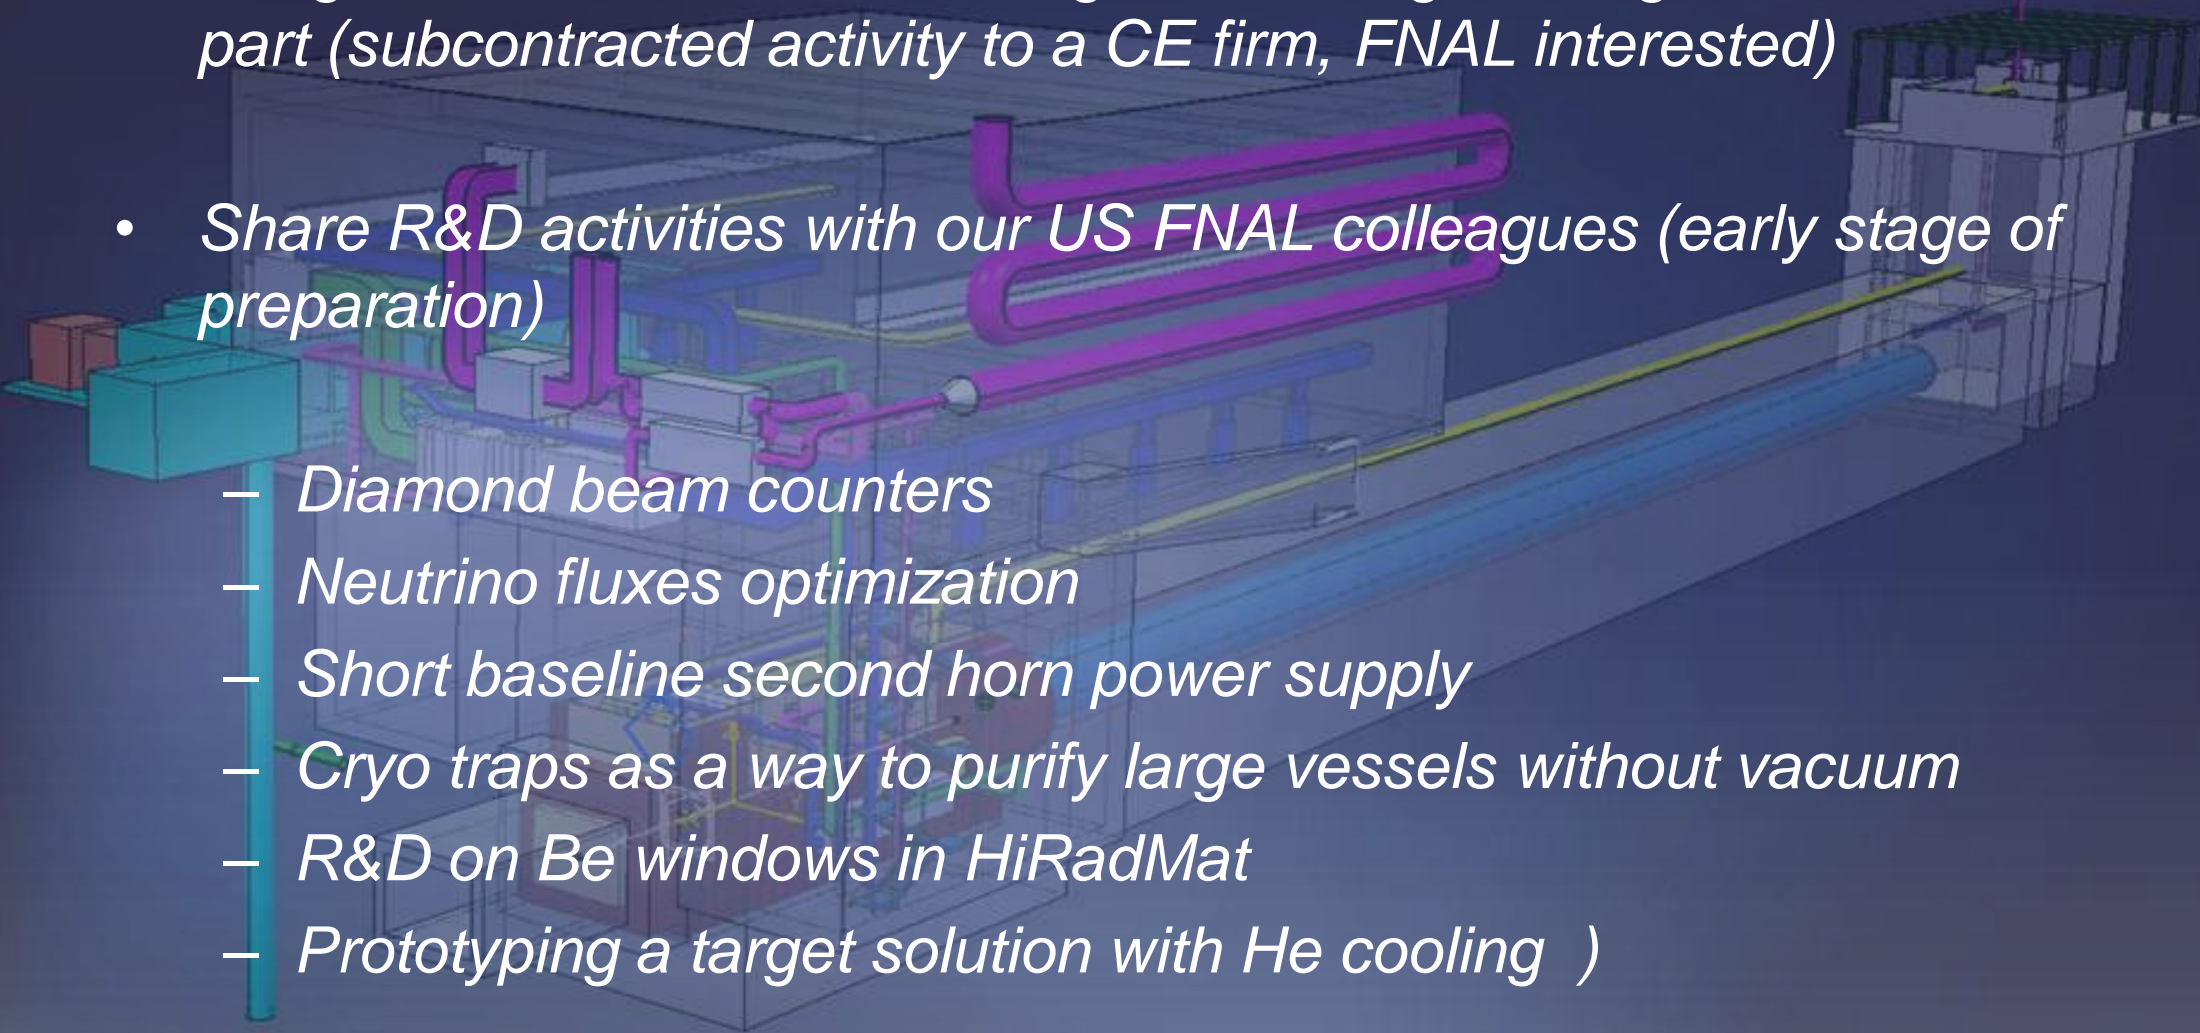 part (subcontracted activity to a CE firm, FNAL interested)
• Share R&D activities with our US FNAL colleagues (early stage of
preparation)
– Diamond beam counters
– Neutrino fluxes optimization
– Short baseline second horn power supply
– Cryo traps as a way to purify large vessels without vacuum
– R&D on Be windows in HiRadMat
– Prototyping a target solution with He cooling  )